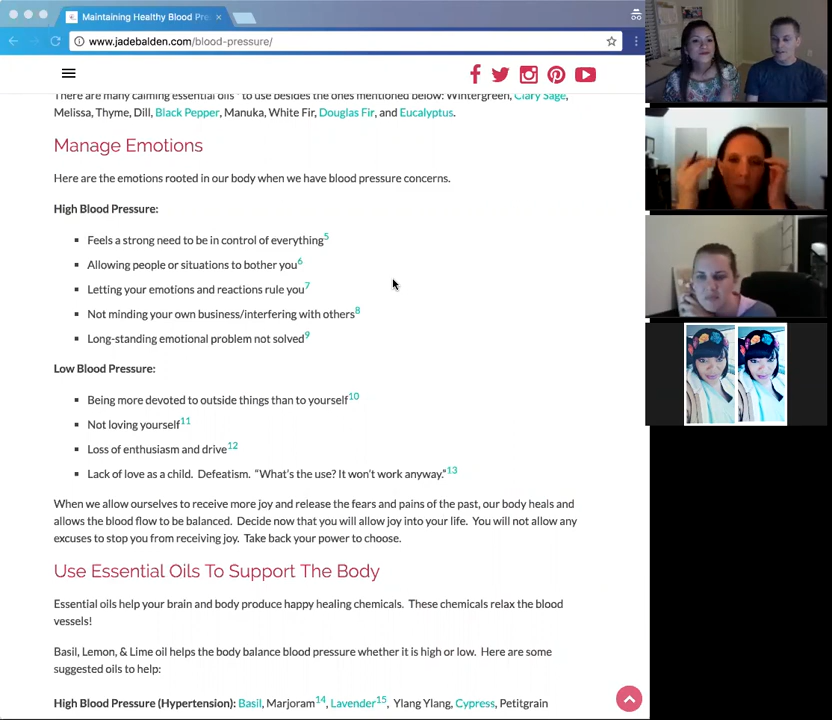 Maintaining Healthy Blood Pre
www.jadebalden.com/blood-pressure/
There are many calming essential oils to use besides the ones mentioned below: Wintergreen, Clary Sage,
Melissa, Thyme, Dill, Black Pepper, Manuka, White Fir, Douglas Fir, and Eucalyptus.
Manage Emotions
Here are the emotions rooted in our body when we have blood pressure concerns.
High Blood Pressure:
Feels a strong need to be in control of everything5
Allowing people or situations to bother you6
Letting your emotions and reactions rule you7
Not minding your own business/interfering with others8
Long-standing emotional problem not solved9
Low Blood Pressure:
Being more devoted to outside things than to yourself10
Not loving yourself11
Loss of enthusiasm and drive12
Lack of love as a child. Defeatism. “What's the use? It won't work anyway.”13
When we allow ourselves to receive more joy and release the fears and pains of the past, our body heals and
allows the blood flow to be balanced. Decide now that you will allow joy into your life. You will not allow any
excuses to stop you from receiving joy. Take back your power to choose.
Use Essential Oils To Support The Body
Essential oils help your brain and body produce happy healing chemicals. These chemicals relax the blood
vessels!
Basil, Lemon, & Lime oil helps the body balance blood pressure whether it is high or low. Here are some
suggested oils to help:
High Blood Pressure (Hypertension): Basil, Marjoram14, Lavender15, Ylang Ylang, Cypress, Petitgrain